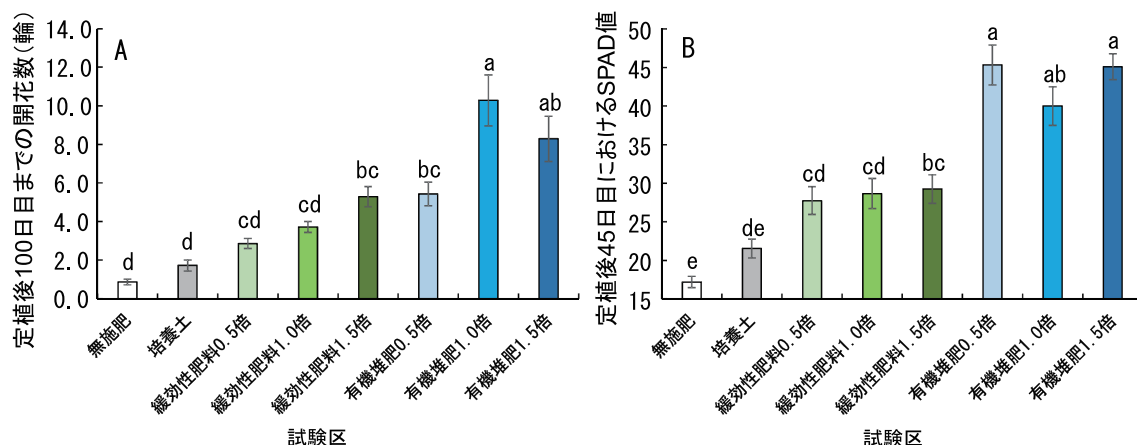 A
定植後100日目までの開花数(輪)
14.0
12.0
10.0
8.0
6.0
4.0
2.0
0.0
d
d
cd
cd
bc
bc
a
ab
無施肥
培養土
緩効性肥料0.5倍
緩効性肥料1.0倍
緩効性肥料1.5倍
有機堆肥0.5倍
有機堆肥1.0倍
有機堆肥1.5倍
試験区
B
定植後45日目におけるSPAD値
50
45
40
35
30
25
20
15
e
de
cd
cd
bc
a
ab
a
無施肥
培養土
緩効性肥料0.5倍
緩効性肥料1.0倍
緩効性肥料1.5倍
有機堆肥0.5倍
有機堆肥1.0倍
有機堆肥1.5倍
試験区